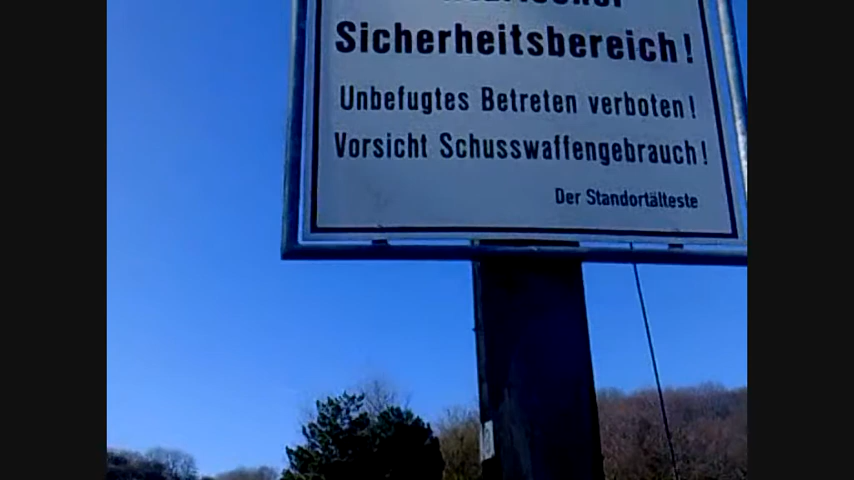 Sicherheitsbereich!
Unbefugtes Betreten verboten!
Vorsicht Schusswaffengebrauch!
Der Standortälteste